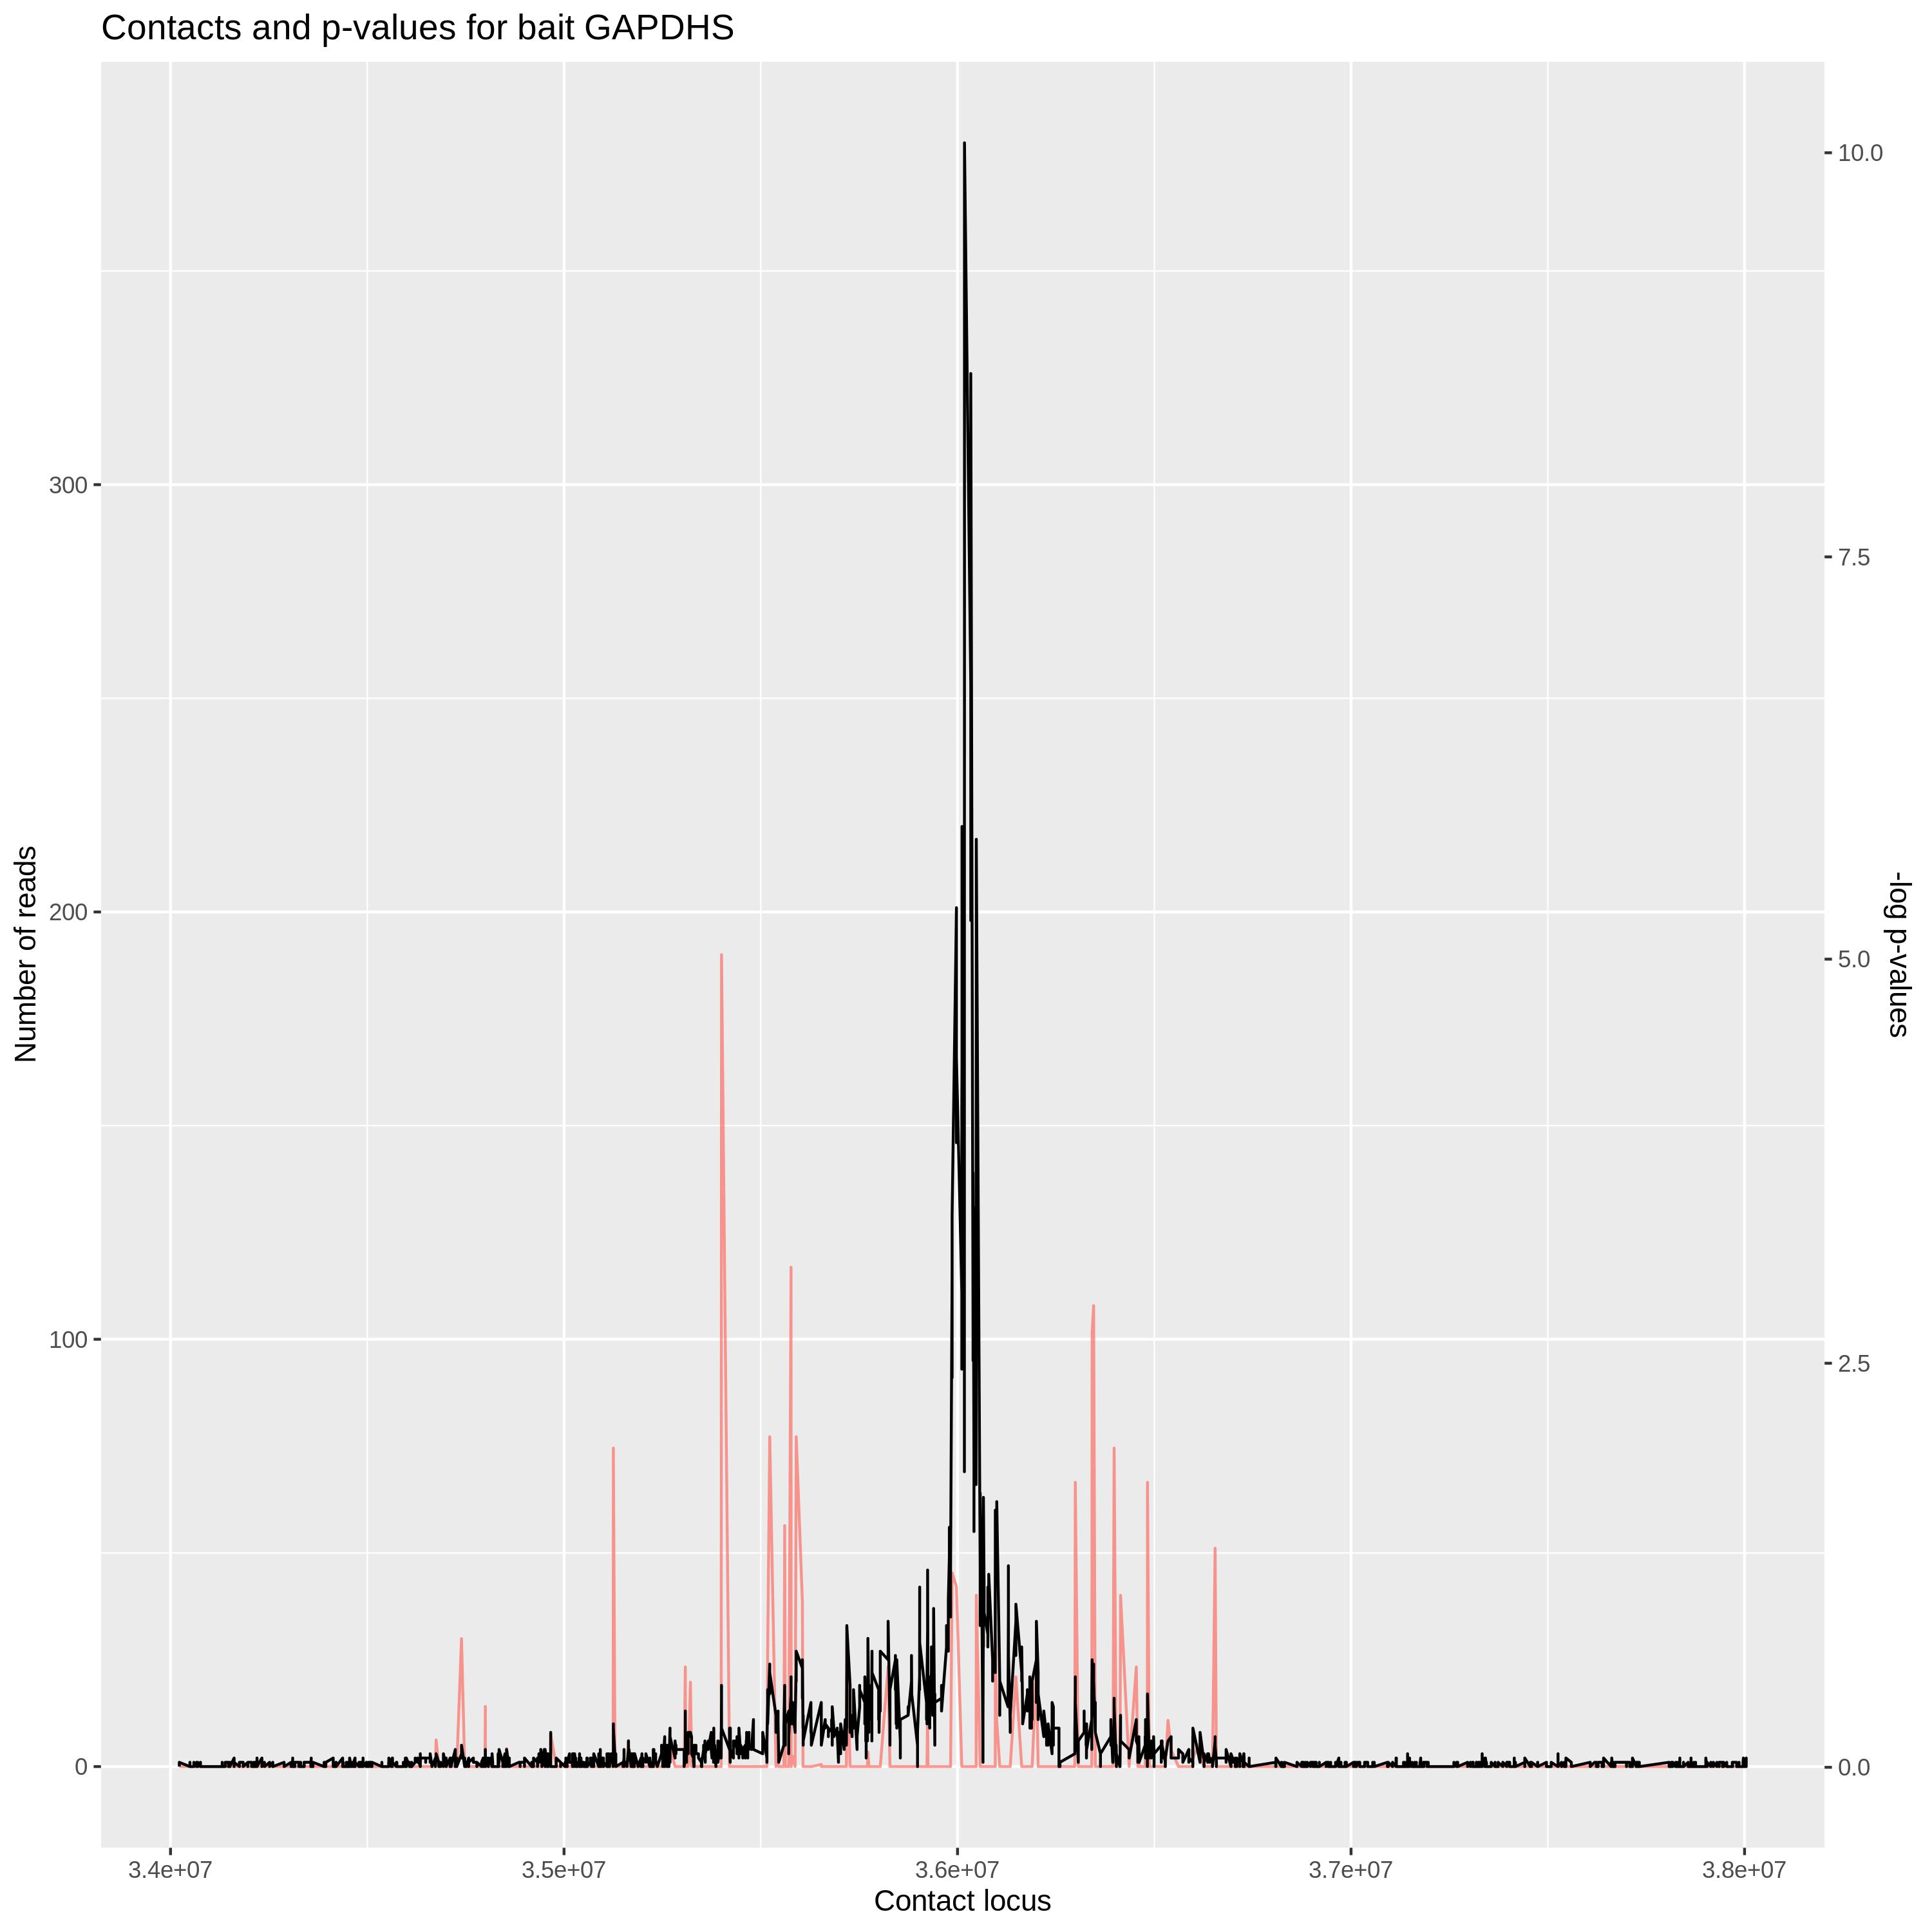 Contacts and p-values for bait GAPDHS
Number of reads
300
200
100
0
10.0
7.5
5.0
2.5
0.0
-log p-values
3.4e+07 3.5e+07 3.6e+07 3.7e+07 3.8e+07
Contact locus